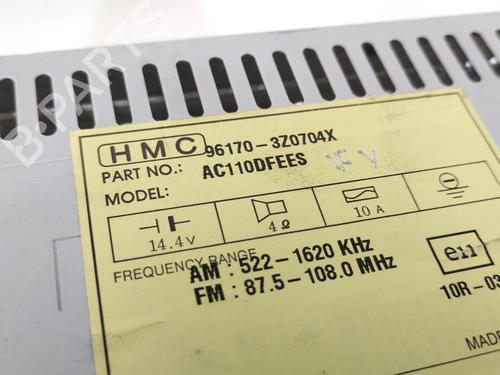 B-PARTS
HMC
PART NO.: 96170-3Z0704X
MODEL: AC110DFEES
14.4V 4Ω 10 A
FREQUENCY RANGE
AM : 522-1620 KHz
FM : 87.5-108.0 MHz
e11
10R-03
MADE